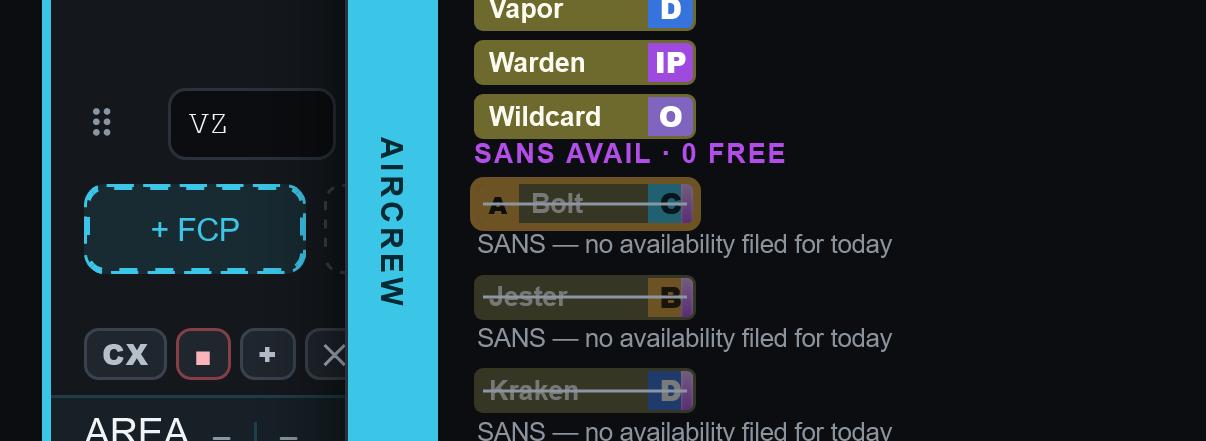 VZ
+ FCP
CX
AREA
AIRCREW
Vapor D
Warden IP
Wildcard O
SANS AVAIL · 0 FREE
A Bolt C
SANS — no availability filed for today
Jester B
SANS — no availability filed for today
Kraken D
SANS — no availability filed for today